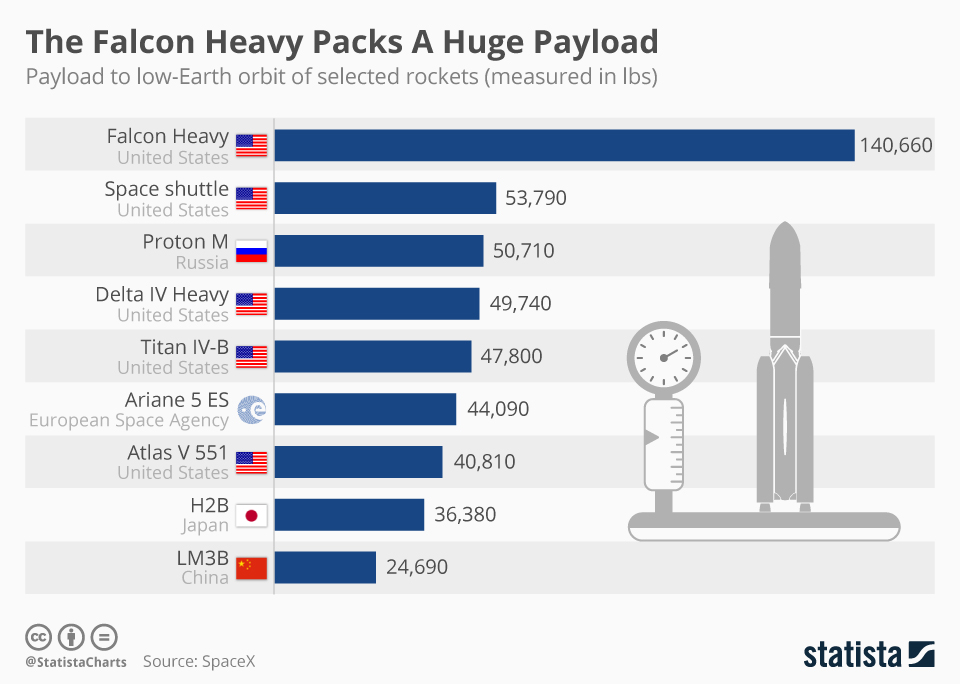 The Falcon Heavy Packs A Huge Payload
Payload to low-Earth orbit of selected rockets (measured in lbs)
Falcon Heavy
United States
140,660
Space shuttle
United States
53,790
Proton M
Russia
50,710
Delta IV Heavy
United States
49,740
Titan IV-B
United States
47,800
Ariane 5 ES
European Space Agency
44,090
Atlas V 551
United States
40,810
H2B
Japan
36,380
LM3B
China
24,690
cc
@StatistaCharts Source: SpaceX
statista